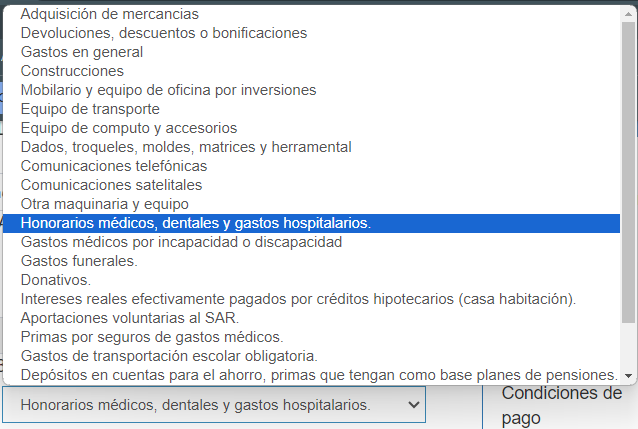 Adquisición de mercancias
Devoluciones, descuentos o bonificaciones
Gastos en general
Construcciones
Mobilario y equipo de oficina por inversiones
Equipo de transporte
Equipo de computo y accesorios
Dados, troqueles, moldes, matrices y herramental
Comunicaciones telefónicas
Comunicaciones satelitales
Otra maquinaria y equipo
Honorarios médicos, dentales y gastos hospitalarios.
Gastos médicos por incapacidad o discapacidad
Gastos funerales.
Donativos.
Intereses reales efectivamente pagados por créditos hipotecarios (casa habitación).
Aportaciones voluntarias al SAR.
Primas por seguros de gastos médicos.
Gastos de transportación escolar obligatoria.
Depósitos en cuentas para el ahorro, primas que tengan como base planes de pensiones.
Honorarios médicos, dentales y gastos hospitalarios.
Condiciones de
pago